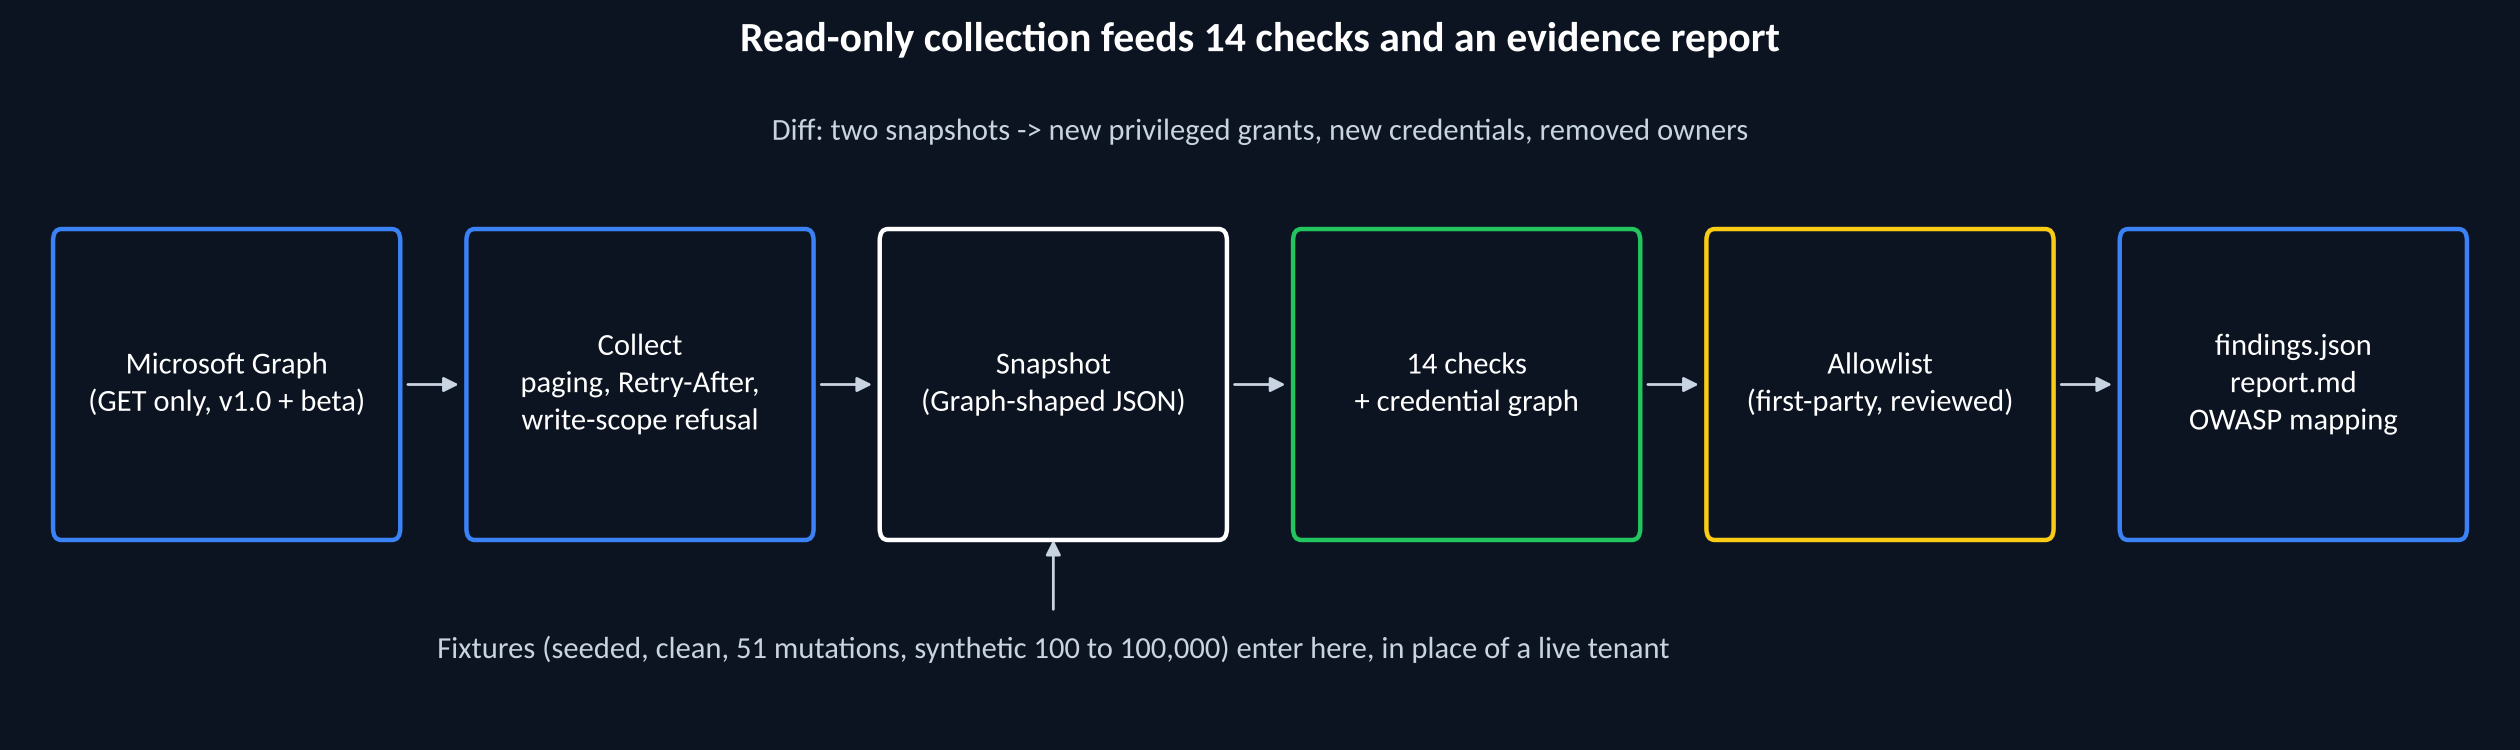 Read-only collection feeds 14 checks and an evidence report
Diff: two snapshots -> new privileged grants, new credentials, removed owners
Microsoft Graph
(GET only, v1.0 + beta)
Collect
paging, Retry-After,
write-scope refusal
Snapshot
(Graph-shaped JSON)
14 checks
+ credential graph
Allowlist
(first-party, reviewed)
findings.json
report.md
OWASP mapping
Fixtures (seeded, clean, 51 mutations, synthetic 100 to 100,000) enter here, in place of a live tenant